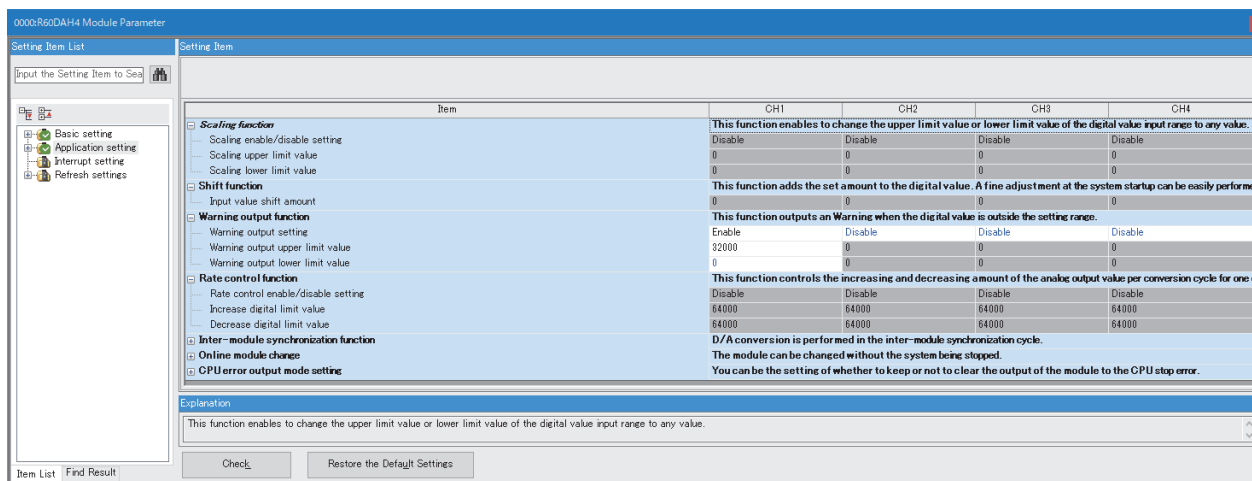 0000:R60DAH4 Module Parameter
Setting Item List
Input the Setting Item to Sea
Basic setting
Application setting
Interrupt setting
Refresh settings
Item List Find Result
Setting Item
Item CH1 CH2 CH3 CH4
Scaling function This function enables to change the upper limit value or lower limit value of the digital value input range to any value.
Scaling enable/disable setting Disable Disable Disable Disable
Scaling upper limit value 0 0 0 0
Scaling lower limit value 0 0 0 0
Shift function This function adds the set amount to the digital value. A fine adjustment at the system startup can be easily performe
Input value shift amount 0 0 0 0
Warning output function This function outputs an Warning when the digital value is outside the setting range.
Warning output setting Enable Disable Disable Disable
Warning output upper limit value 32000 0 0 0
Warning output lower limit value 0 0 0 0
Rate control function This function controls the increasing and decreasing amount of the analog output value per conversion cycle for one
Rate control enable/disable setting Disable Disable Disable Disable
Increase digital limit value 64000 64000 64000 64000
Decrease digital limit value 64000 64000 64000 64000
Inter-module synchronization function D/A conversion is performed in the inter-module synchronization cycle.
Online module change The module can be changed without the system being stopped.
CPU error output mode setting You can be the setting of whether to keep or not to clear the output of the module to the CPU stop error.
Explanation
This function enables to change the upper limit value or lower limit value of the digital value input range to any value.
Check Restore the Default Settings